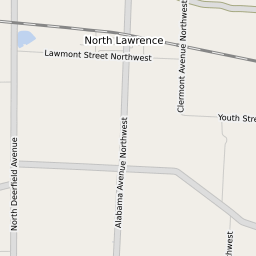 North Lawrence
Lawmont Street Northwest
Clermont Avenue Northwest
Youth Stre
North Deerfield Avenue
Alabama Avenue Northwest